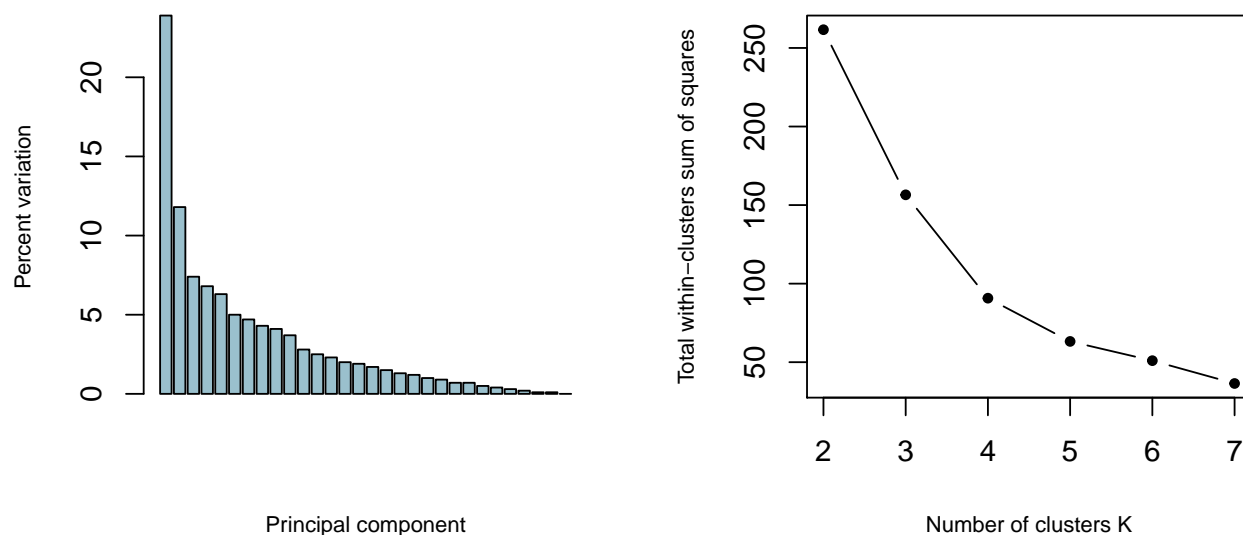 Percent variation
20
15
10
5
0
Principal component
Total within−clusters sum of squares
250
200
150
100
50
2 3 4 5 6 7
Number of clusters K